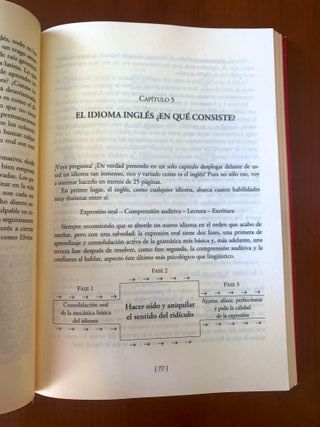 CAPÍTULO 5
EL IDIOMA INGLÉS ¿EN QUÉ CONSISTE?
¡Vaya pregunta! ¿De verdad pretendo en un solo capítulo desplegar delante de us-
ted un idioma tan inmenso, rico y variado como es el inglés? Pues no sólo eso, voy
a intentar hacerlo en menos de 25 páginas.
En primer lugar, el inglés, como cualquier idioma, abarca cuatro habilidades
muy distintas entre sí:
Expresión oral – Comprensión auditiva – Lectura – Escritura
Siempre recomiendo que se aborde un nuevo idioma en el orden que acabo de
reseñar, pero con una salvedad: la expresión oral tiene dos fases, una primera de
aprendizaje y consolidación activa de la gramática más básica y, más adelante, una
tercera fase después de resolver, como fase segunda, la comprensión auditiva y la
confianza al hablar, aspecto éste último más psicológico que lingüístico.
FASE 2
FASE 1
FASE 3
Consolidación oral
de la mecánica básica
del idioma
Hacer oído y aniquilar
el sentido del ridículo
Ajustar, afinar, perfeccionar
y pulir la calidad
de la expresión
[ 77 ]